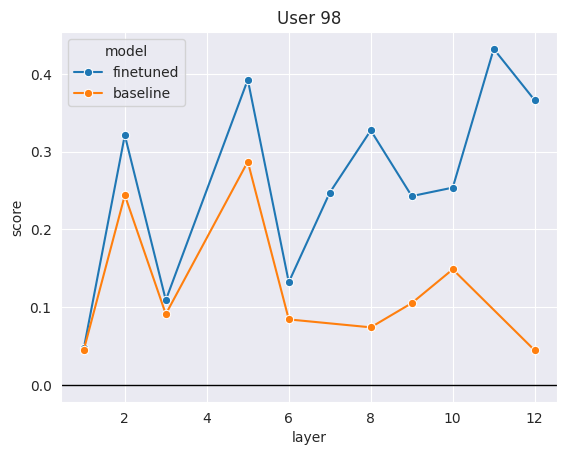 User 98
model
finetuned
baseline
score
0.4
0.3
0.2
0.1
0.0
2 4 6 8 10 12
layer